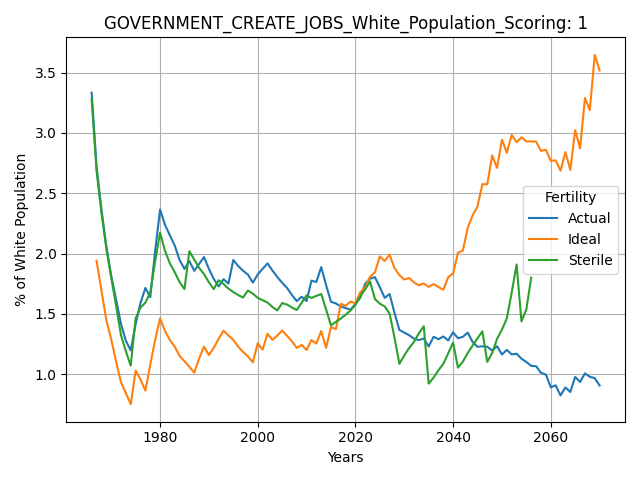 GOVERNMENT_CREATE_JOBS_White_Population_Scoring: 1
% of White Population
3.5
3.0
2.5
2.0
1.5
1.0
Fertility
Actual
Ideal
Sterile
1980 2000 2020 2040 2060
Years